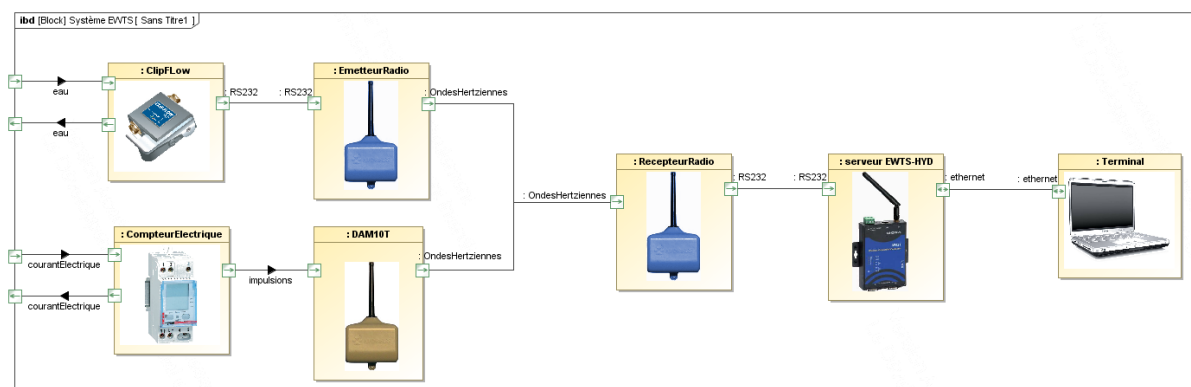 ibd [Block] Système EWTS[ Sans Titre1 ]
: ClipFLow
: EmetteurRadio
eau
: RS232
: RS232
: OndesHertziennes
eau
: RecepteurRadio
: serveur EWTS-HYD
: Terminal
: RS232
: RS232
: ethernet
: ethernet
: OndesHertziennes
: CompteurElectrique
: DAM10T
courantElectrique
impulsions
: OndesHertziennes
courantElectrique